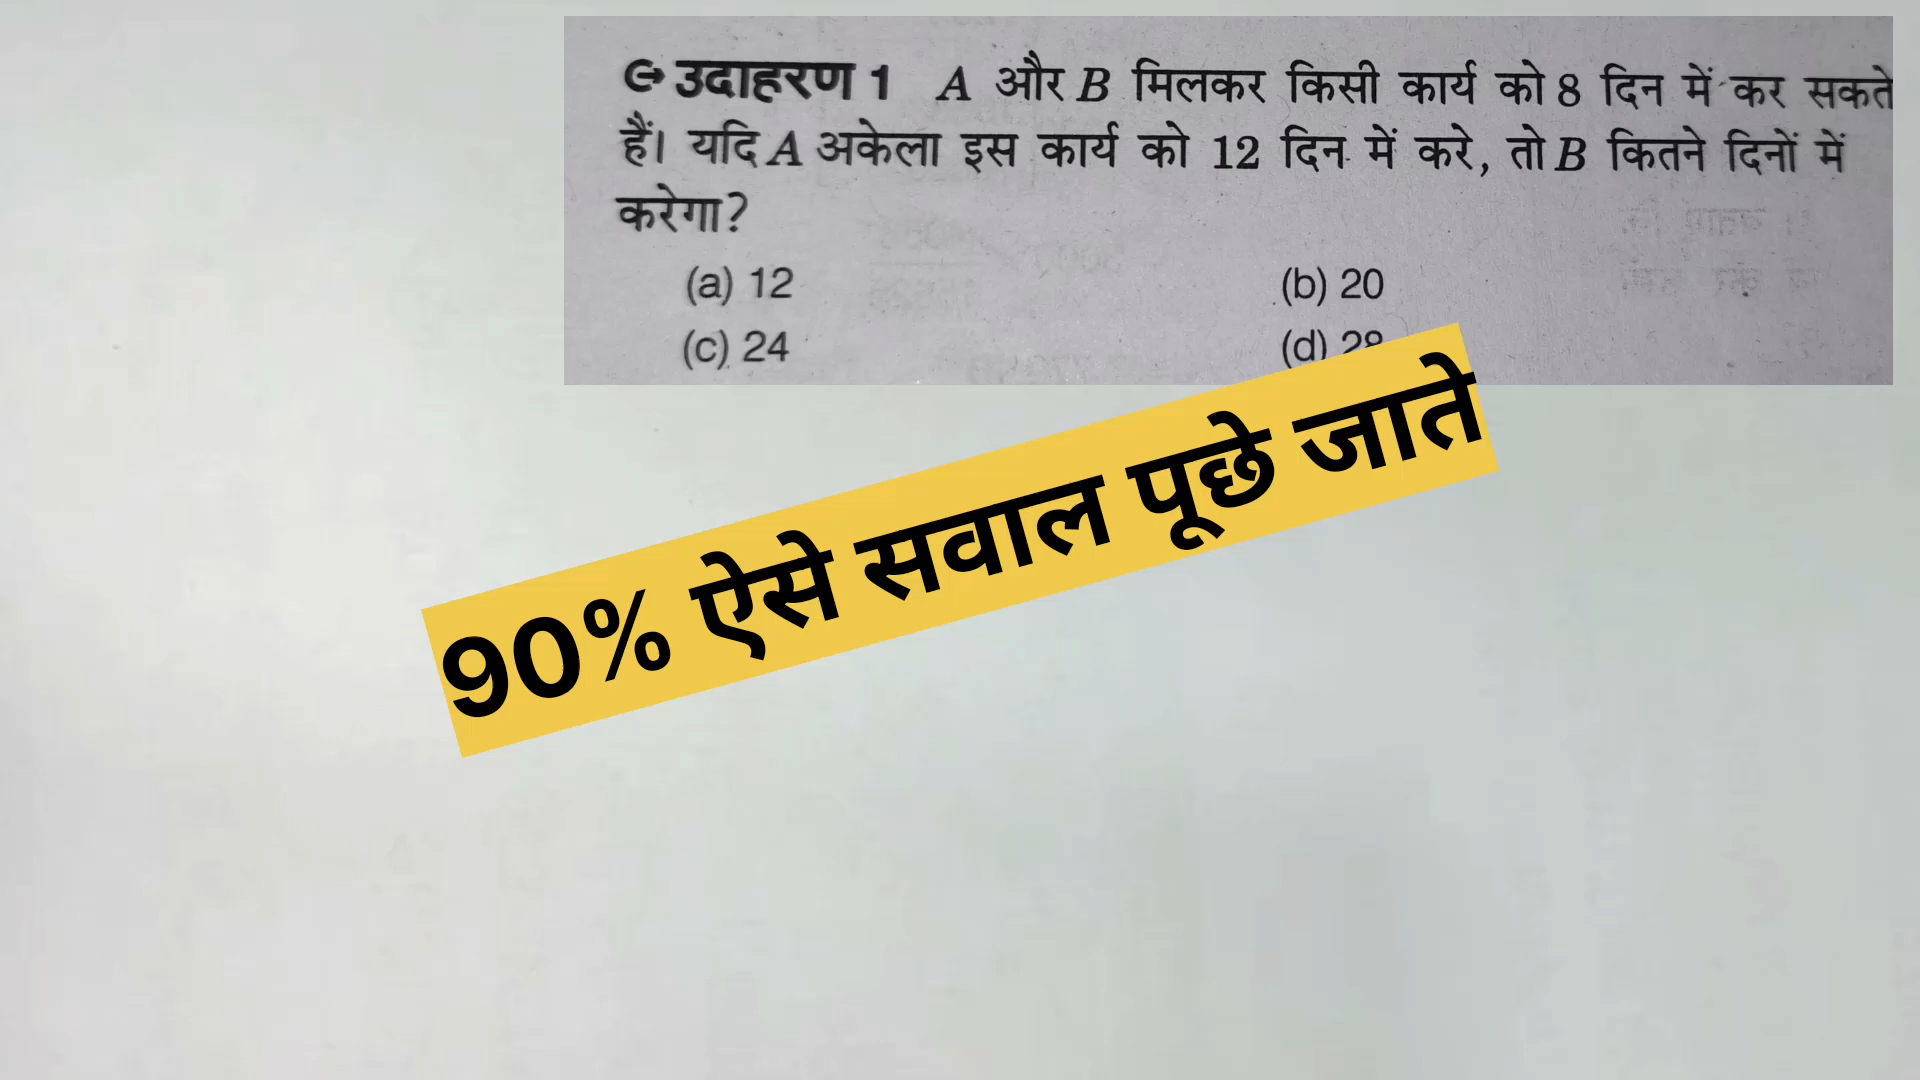 उदाहरण 1 A और B मिलकर किसी कार्य को 8 दिन में कर सकते
हैं। यदि A अकेला इस कार्य को 12 दिन में करे, तो B कितने दिनों में
करेगा?
(a) 12 (b) 20
(c) 24 (d)
90% ऐसे सवाल पूछे जाते